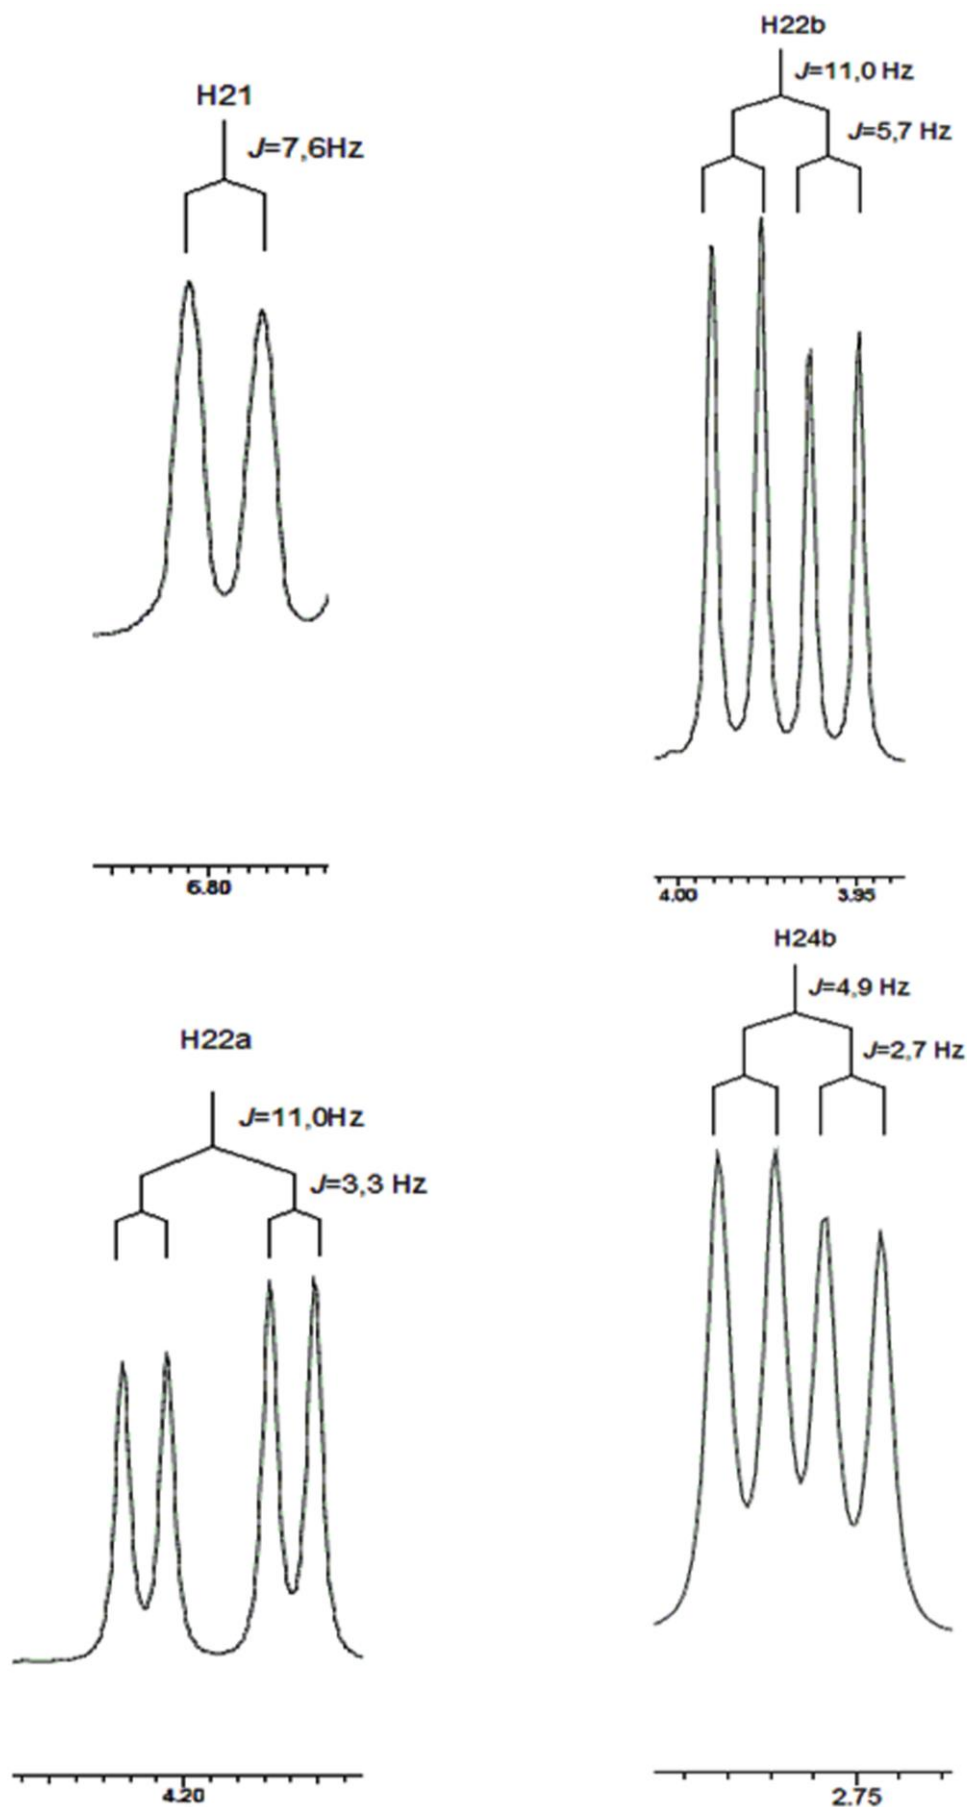 H21
J=7,6Hz
6.80
H22b
J=11,0 Hz
J=5,7 Hz
4.00 3.95
H22a
J=11,0Hz
J=3,3 Hz
4.20
H24b
J=4,9 Hz
J=2,7 Hz
2.75